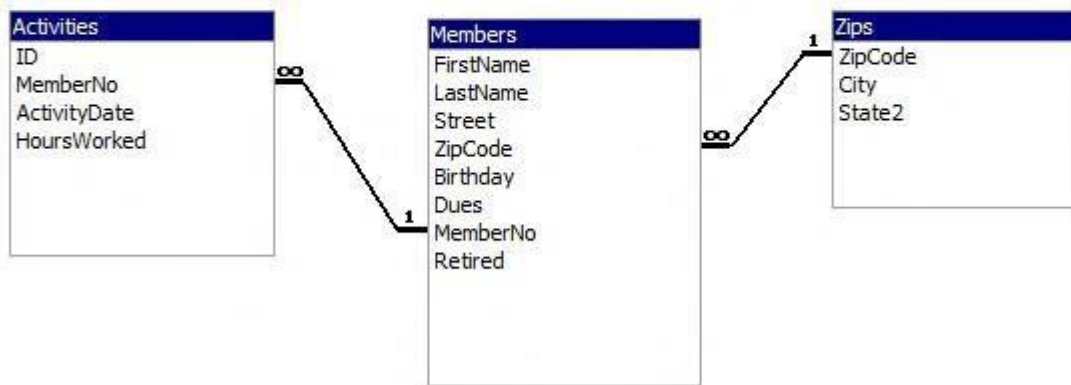 Activities
ID
MemberNo
ActivityDate
HoursWorked
∞
1
Members
FirstName
LastName
Street
ZipCode
Birthday
Dues
MemberNo
Retired
∞
1
Zips
ZipCode
City
State2